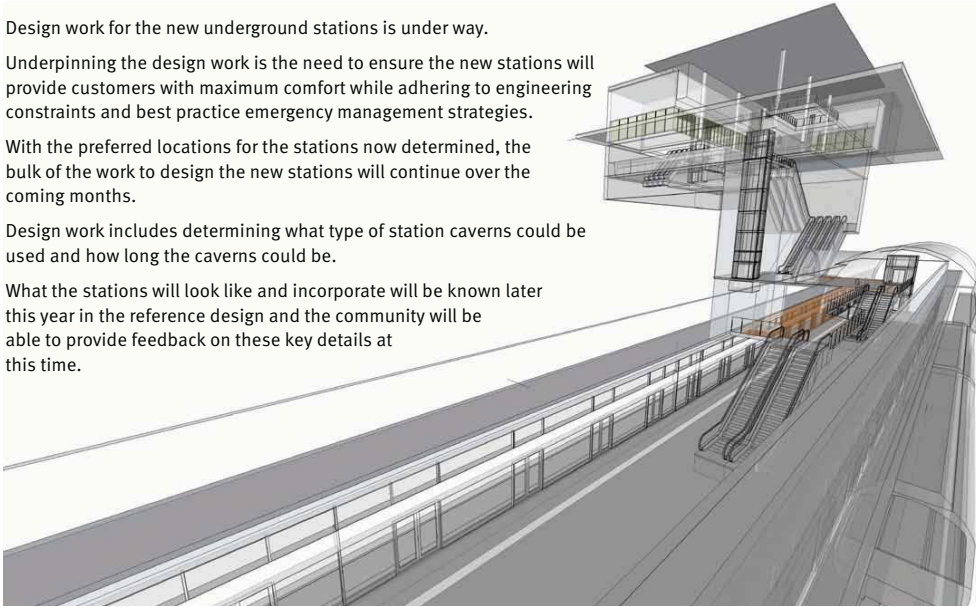 Design work for the new underground stations is under way.
Underpinning the design work is the need to ensure the new stations will
provide customers with maximum comfort while adhering to engineering
constraints and best practice emergency management strategies.
With the preferred locations for the stations now determined, the
bulk of the work to design the new stations will continue over the
coming months.
Design work includes determining what type of station caverns could be
used and how long the caverns could be.
What the stations will look like and incorporate will be known later
this year in the reference design and the community will be
able to provide feedback on these key details at
this time.